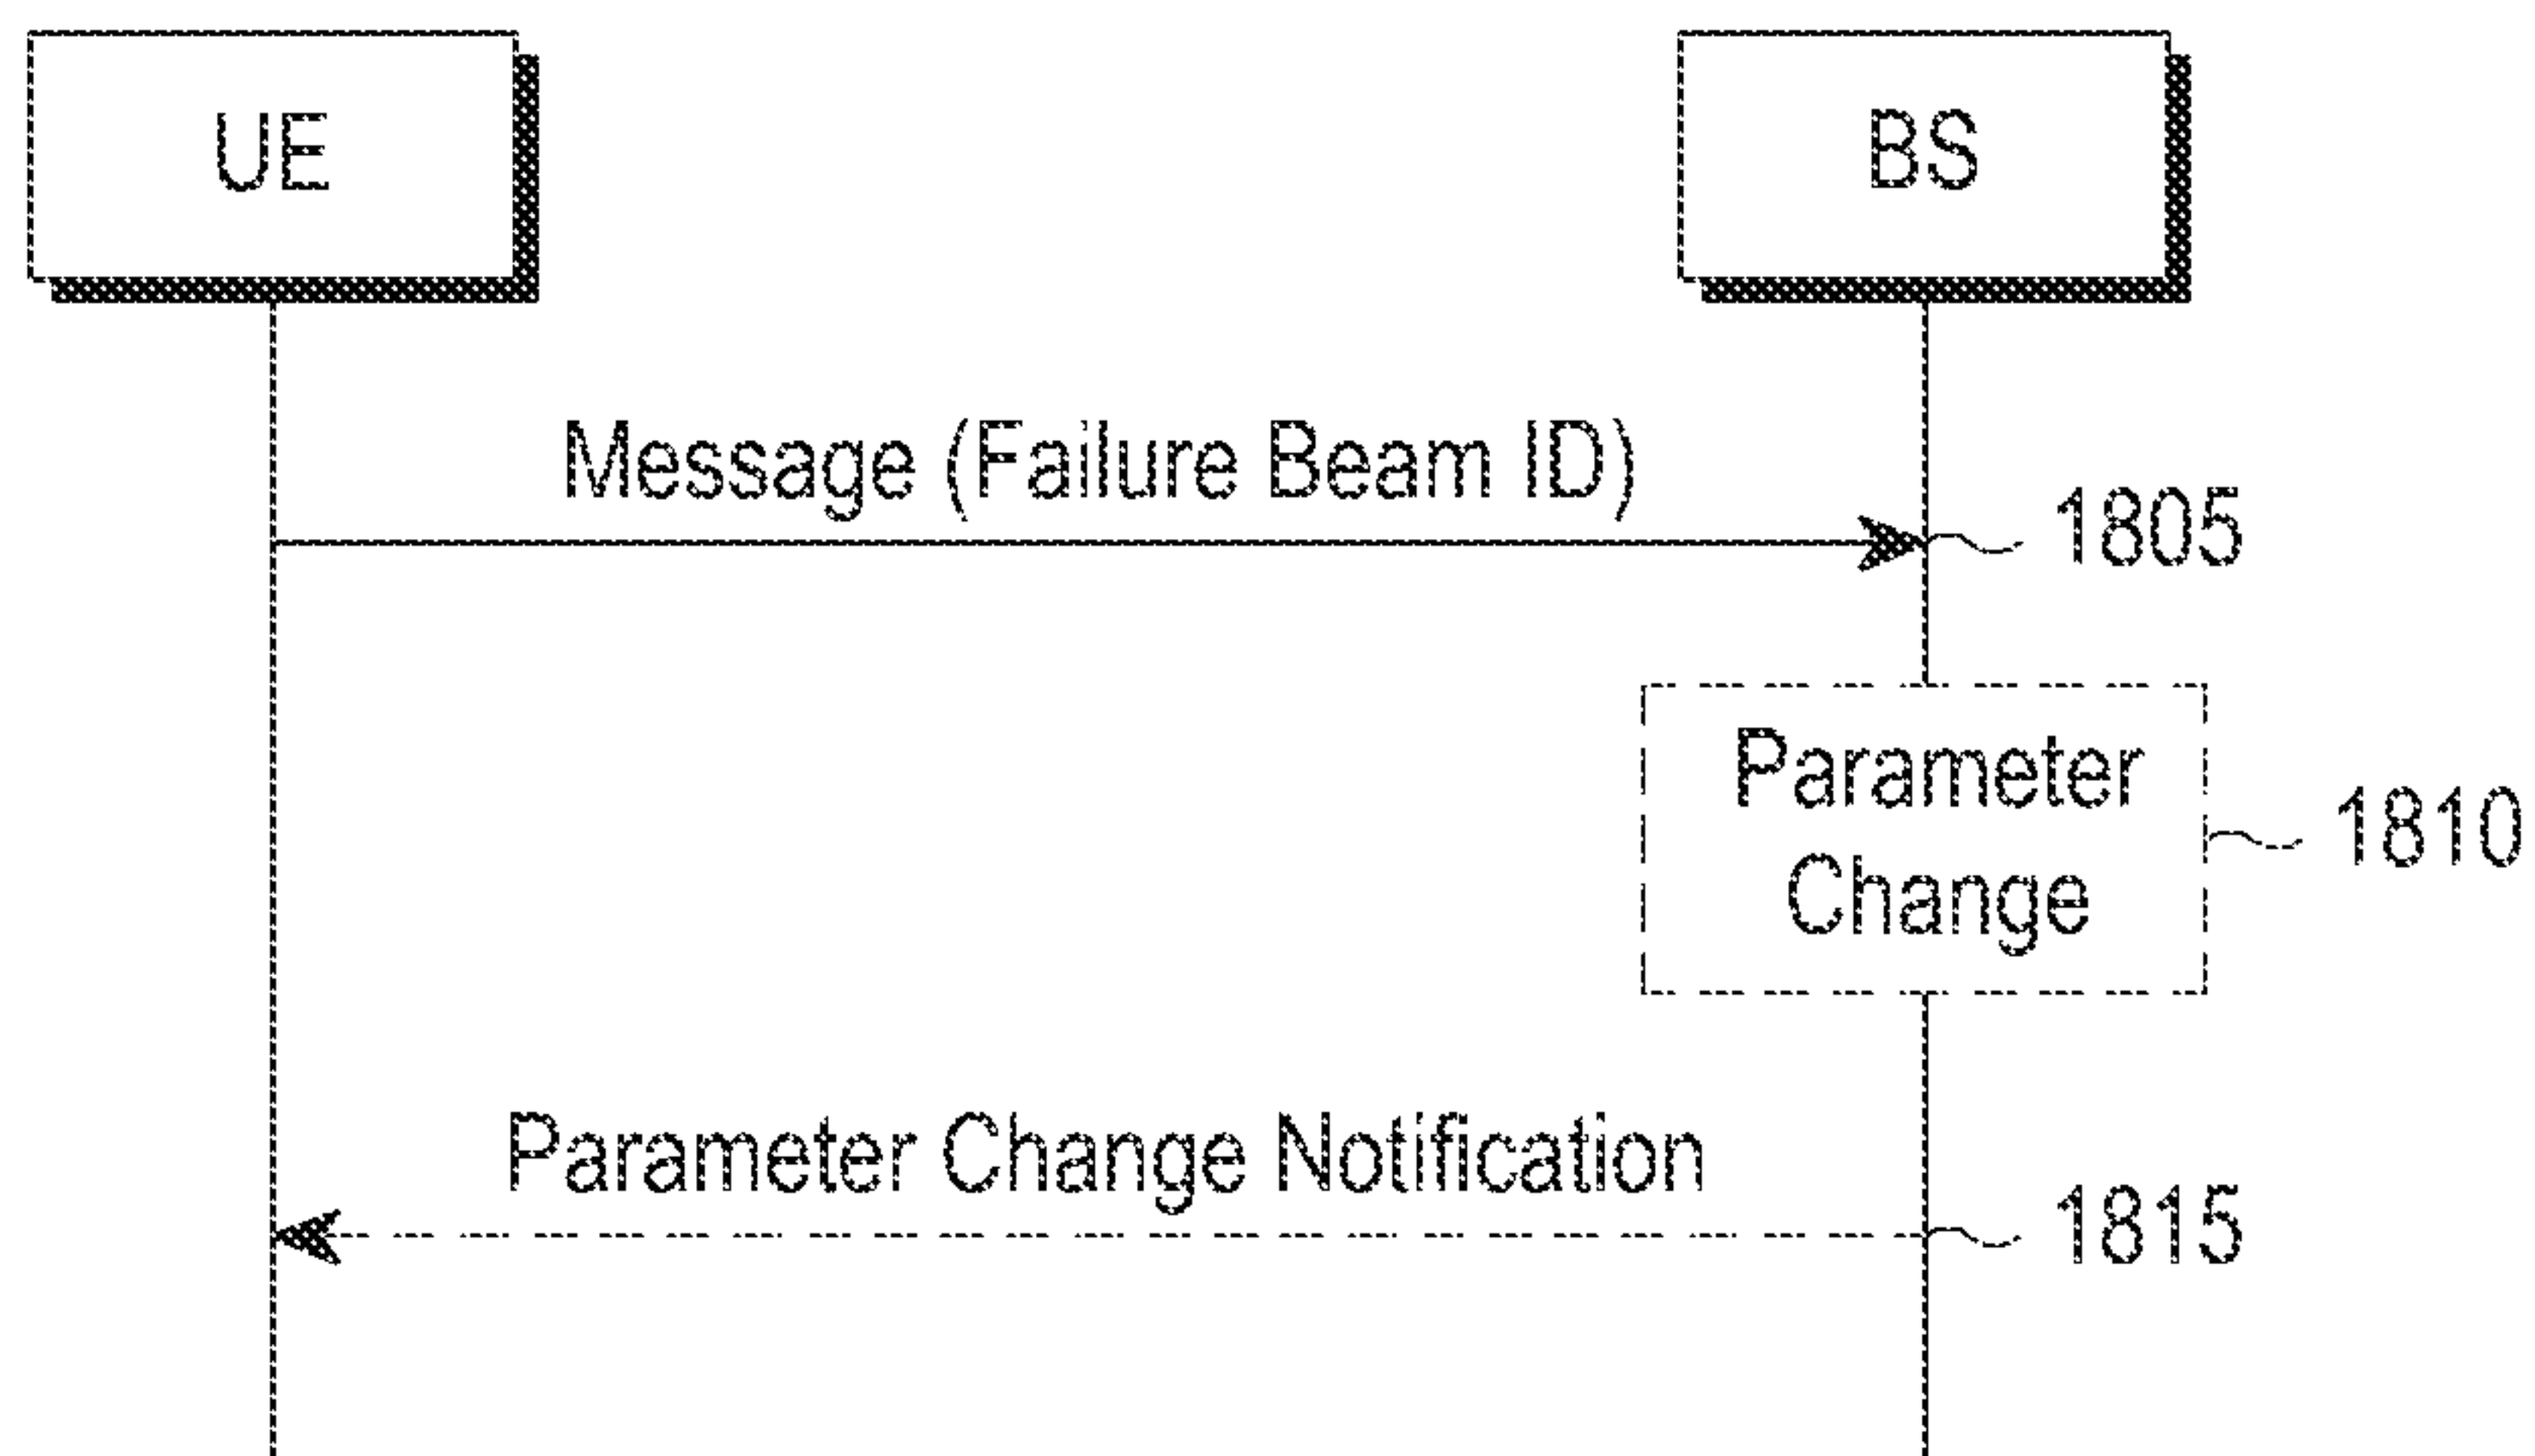 UE
BS
Message (Failure Beam ID)
1805
Parameter
Change
1810
Parameter Change Notification
1815